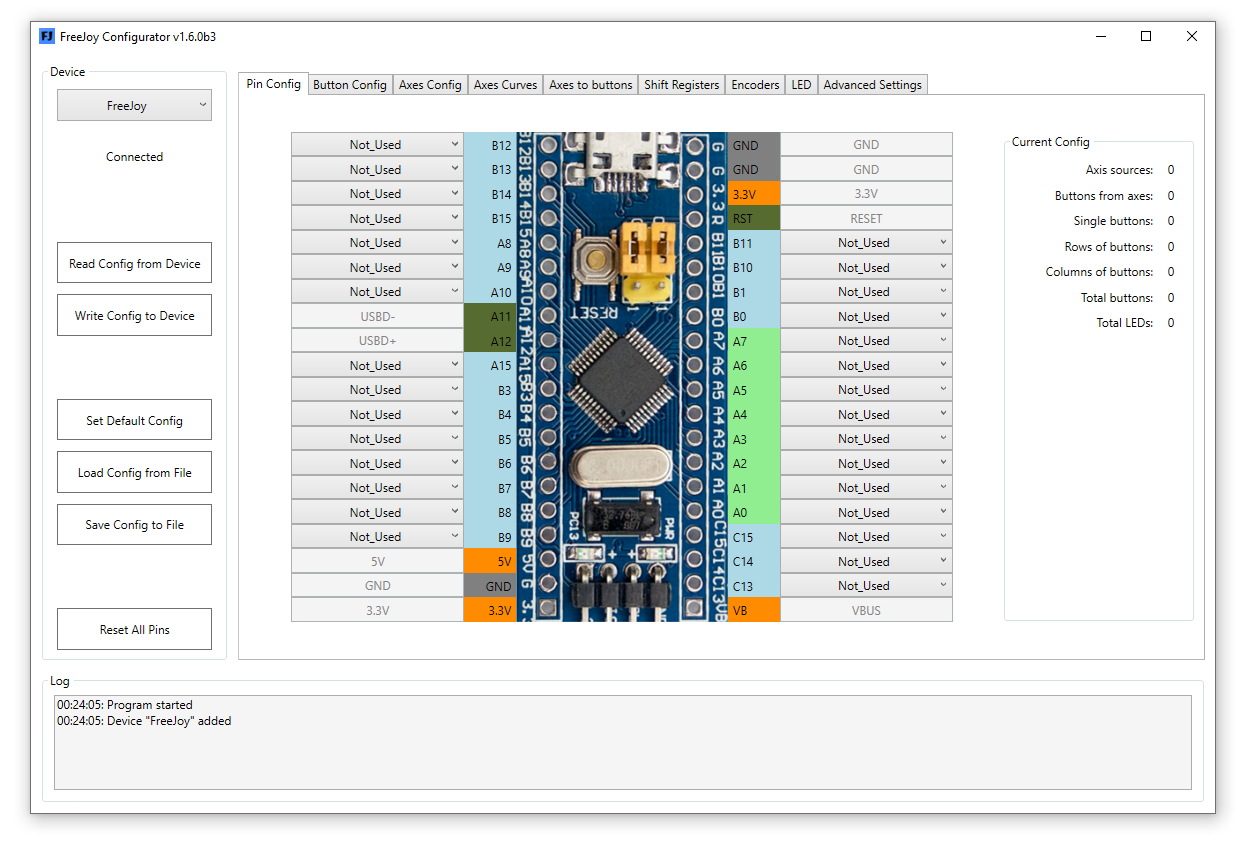 FJ FreeJoy Configurator v1.6.0b3
Device
FreeJoy
Connected
Read Config from Device
Write Config to Device
Set Default Config
Load Config from File
Save Config to File
Reset All Pins
Pin Config Button Config Axes Config Axes Curves Axes to buttons Shift Registers Encoders LED Advanced Settings
Not_Used B12 GND GND
Not_Used B13 GND GND
Not_Used B14 3.3V 3.3V
Not_Used B15 RST RESET
Not_Used A8 B11 Not_Used
Not_Used A9 B10 Not_Used
Not_Used A10 B1 Not_Used
USBD- A11 B0 Not_Used
USBD+ A12 A7 Not_Used
Not_Used A15 A6 Not_Used
Not_Used B3 A5 Not_Used
Not_Used B4 A4 Not_Used
Not_Used B5 A3 Not_Used
Not_Used B6 A2 Not_Used
Not_Used B7 A1 Not_Used
Not_Used B8 A0 Not_Used
Not_Used B9 C15 Not_Used
5V 5V C14 Not_Used
GND GND C13 Not_Used
3.3V 3.3V VB VBUS
B12 B13 B14 B15 A8 A9 A10 A11 A12 A15 B3 B4 B5 B6 B7 B8 B9 5V G 3.3
G G 3.3 R B11 B10 B1 B0 A7 A6 A5 A4 A3 A2 A1 A0 C15 C14 C13 VB
RESET
1 1
PC13
PWR
Current Config
Axis sources: 0
Buttons from axes: 0
Single buttons: 0
Rows of buttons: 0
Columns of buttons: 0
Total buttons: 0
Total LEDs: 0
Log
00:24:05: Program started
00:24:05: Device "FreeJoy" added